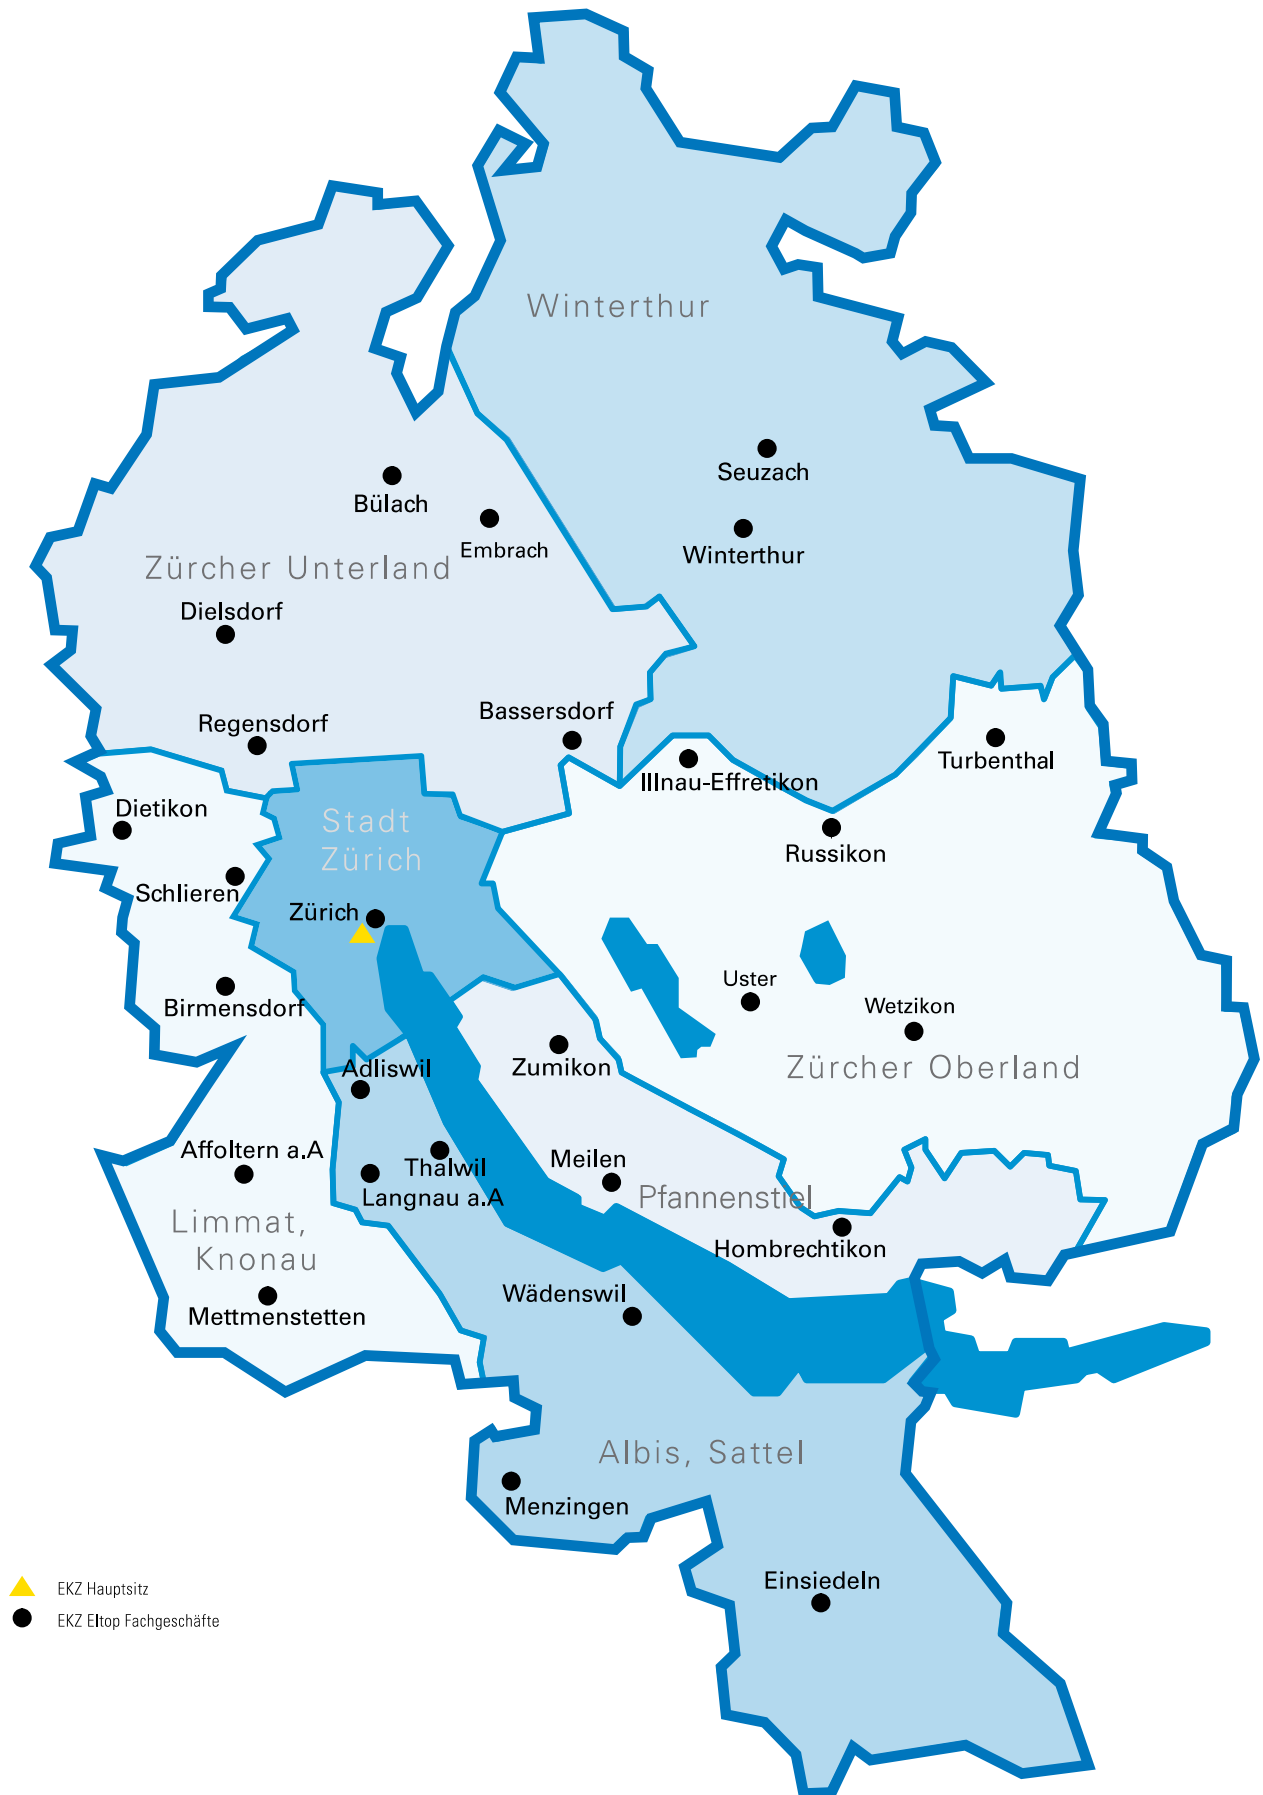 Winterthur
Seuzach
Bülach
Embrach
Winterthur
Zürcher Unterland
Dielsdorf
Bassersdorf
Regensdorf
Turbenthal
Illnau-Effretikon
Dietikon
Stadt
Zürich
Russikon
Schlieren
Zürich
Uster
Birmensdorf
Wetzikon
Zumikon
Zürcher Oberland
Adliswil
Affoltern a.A
Meilen
Thalwil
Langnau a.A
Pfannenstiel
Limmat,
Knonau
Hombrechtikon
Wädenswil
Mettmenstetten
Albis, Sattel
Menzingen
Einsiedeln
EKZ Hauptsitz
EKZ Eltop Fachgeschäfte